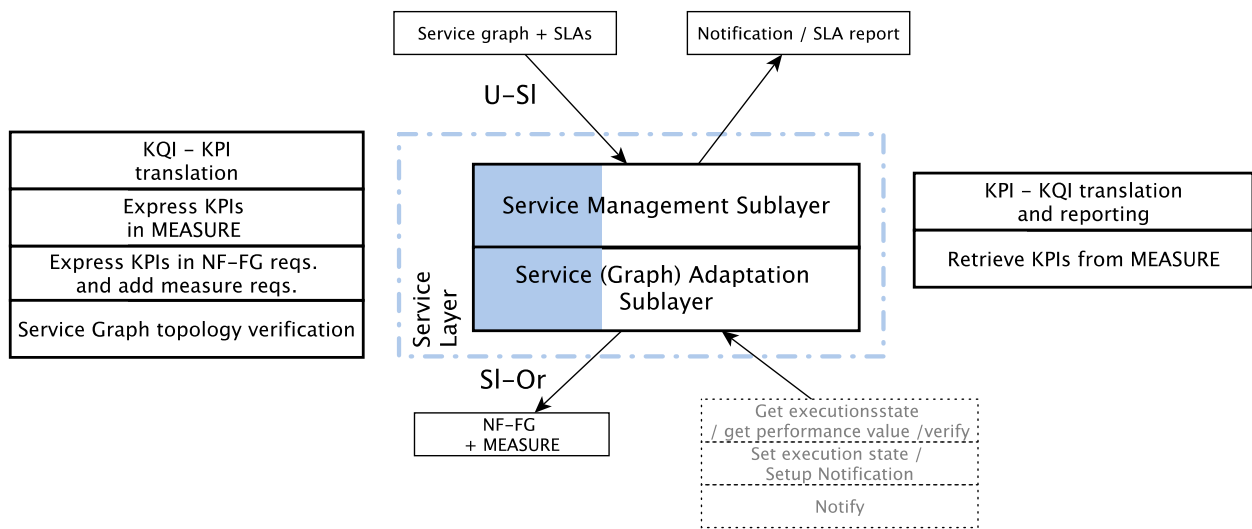 Service graph + SLAs
Notification / SLA report
U-Sl
KQI - KPI
translation
Express KPIs
in MEASURE
Express KPIs in NF-FG reqs.
and add measure reqs.
Service Graph topology verification
Service
Layer
Service Management Sublayer
Service (Graph) Adaptation
Sublayer
KPI - KQI translation
and reporting
Retrieve KPIs from MEASURE
Sl-Or
NF-FG
+ MEASURE
Get executionsstate
/ get performance value /verify
Set execution state /
Setup Notification
Notify